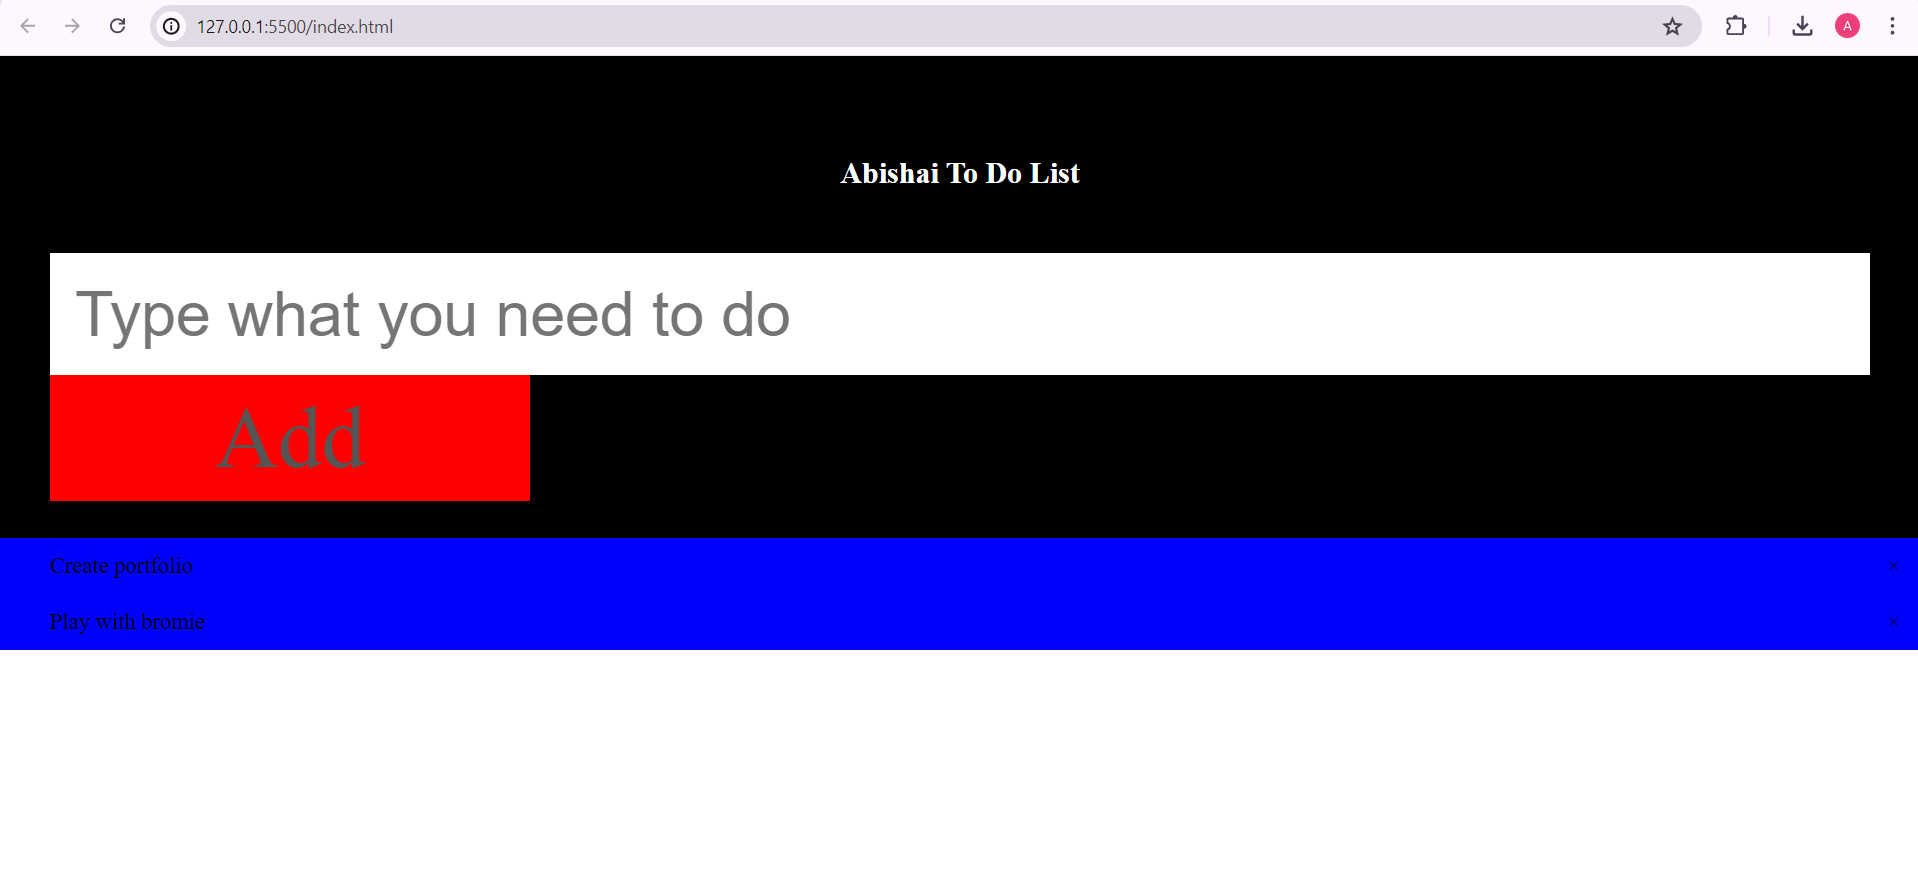 127.0.0.1:5500/index.html
A
Abishai To Do List
Type what you need to do
Add
Create portfolio ×
Play with bromie ×